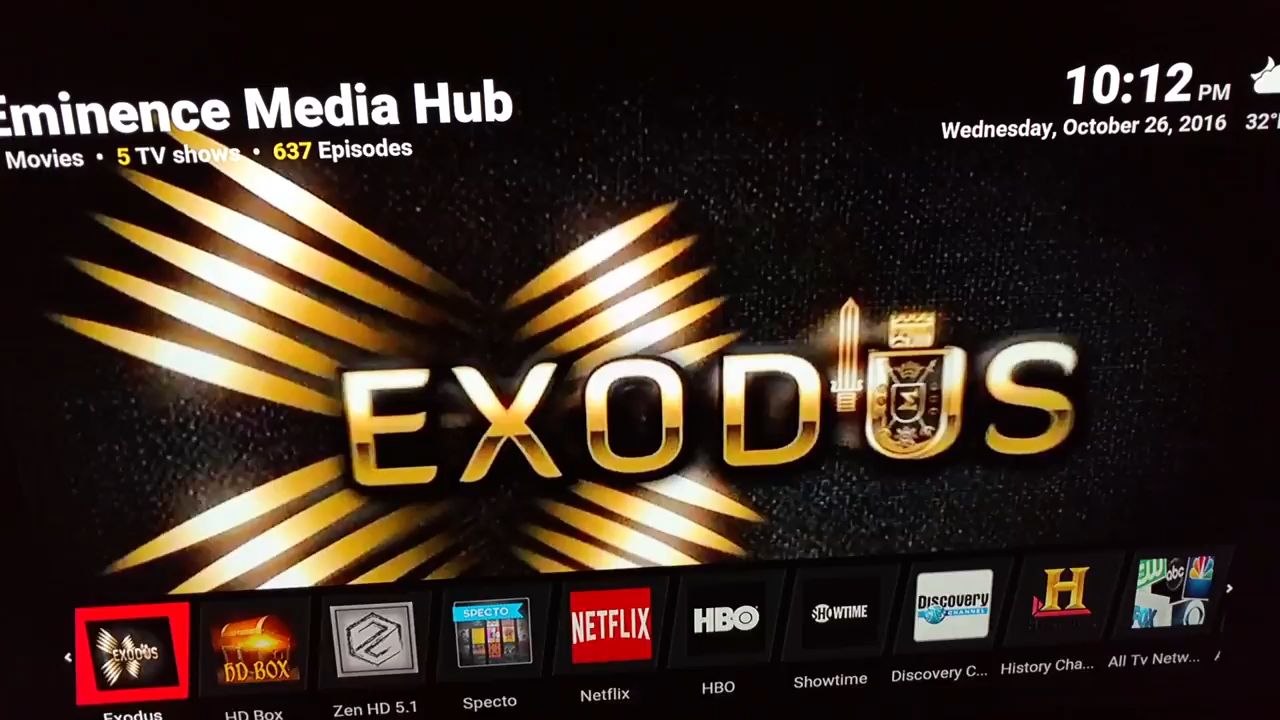 Eminence Media Hub
Movies • 5 TV shows • 637 Episodes
10:12 PM
Wednesday, October 26, 2016 32°
EXODUS
EXODUS
HD-BOX
SPECTO
NETFLIX
HBO
SHOWTIME
Discovery
CHANNEL
H
abc
Exodus
HD Box
Zen HD 5.1
Specto
Netflix
HBO
Showtime
Discovery C...
History Cha...
All Tv Netw...